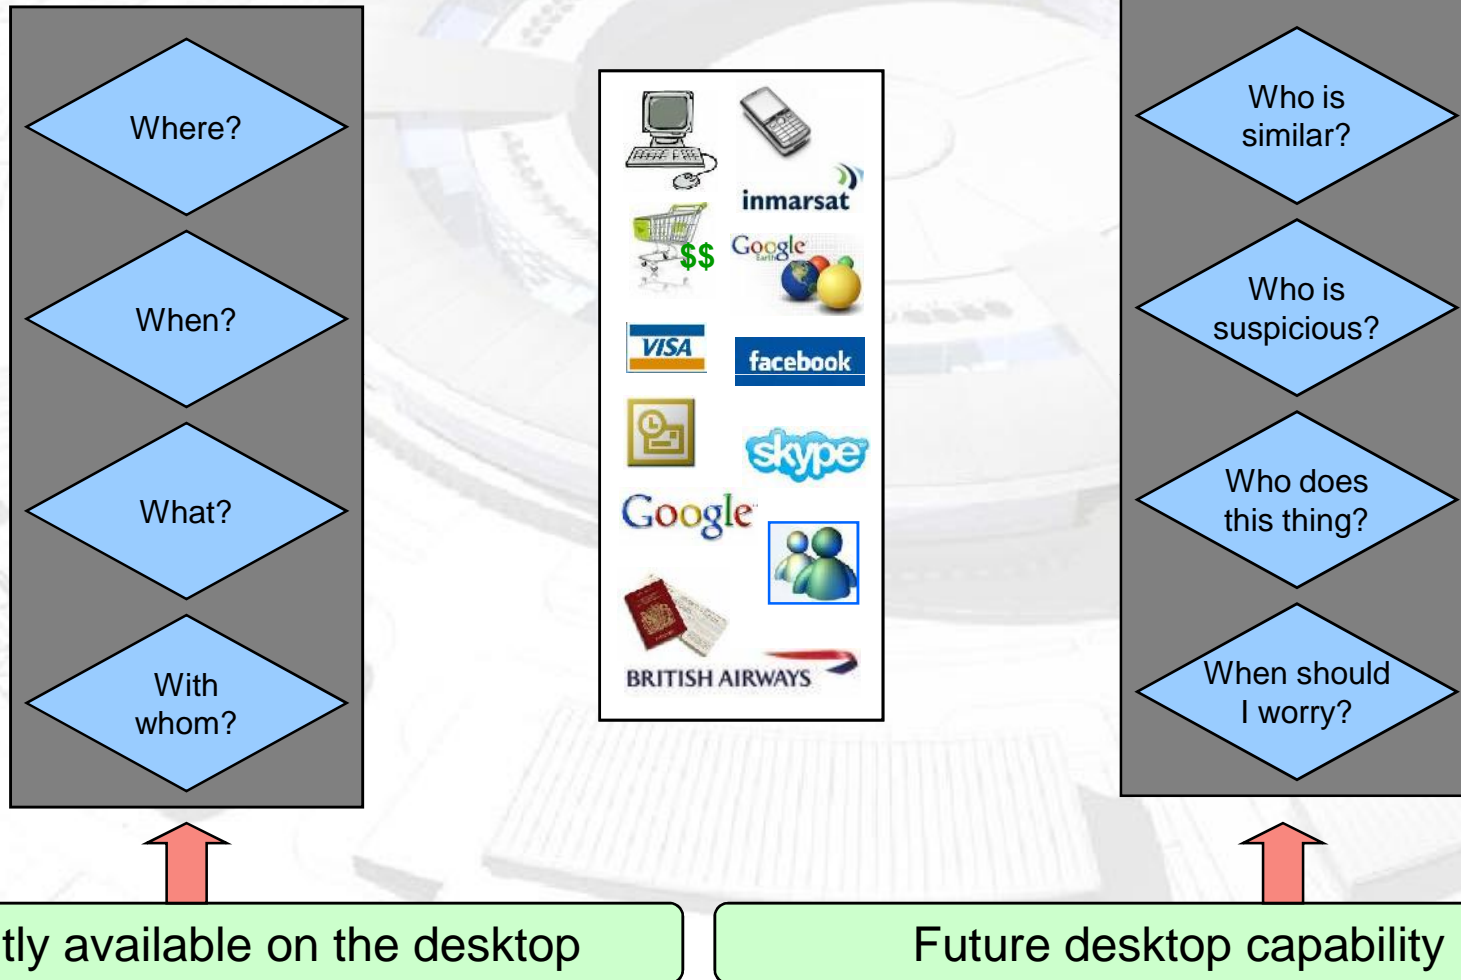 Where?
When?
What?
With
whom?
inmarsat
$$
Google
Earth
VISA
facebook
skype
Google
BRITISH AIRWAYS
Who is
similar?
Who is
suspicious?
Who does
this thing?
When should
I worry?
tly available on the desktop
Future desktop capability